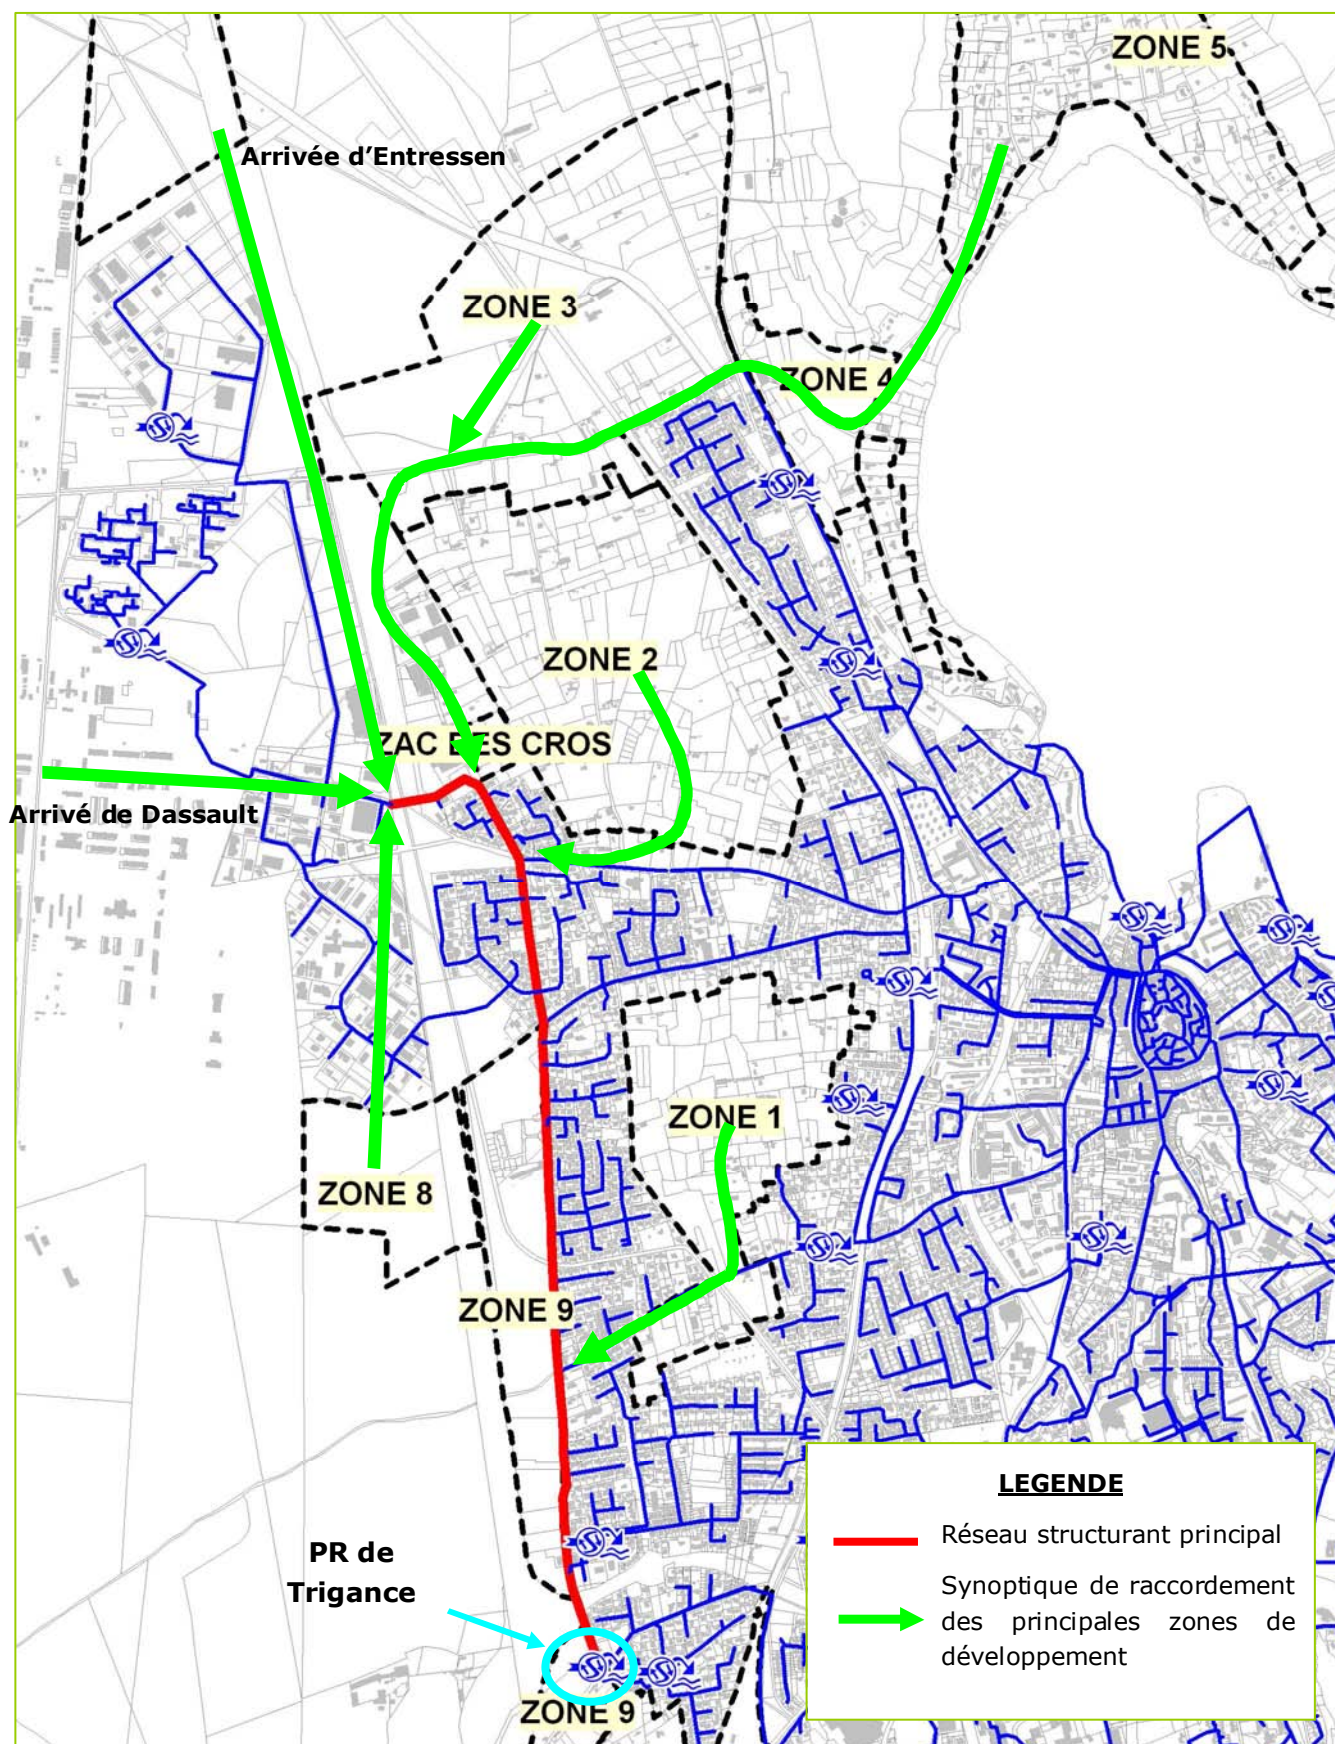 ZONE 5
Arrivée d'Entressen
ZONE 3
ZONE 4
ZONE 2
ZAC DES CROS
Arrivé de Dassault
ZONE 1
ZONE 8
ZONE 9
PR de
Trigance
ZONE 9
LEGENDE
Réseau structurant principal
Synoptique de raccordement
des principales zones de
développement